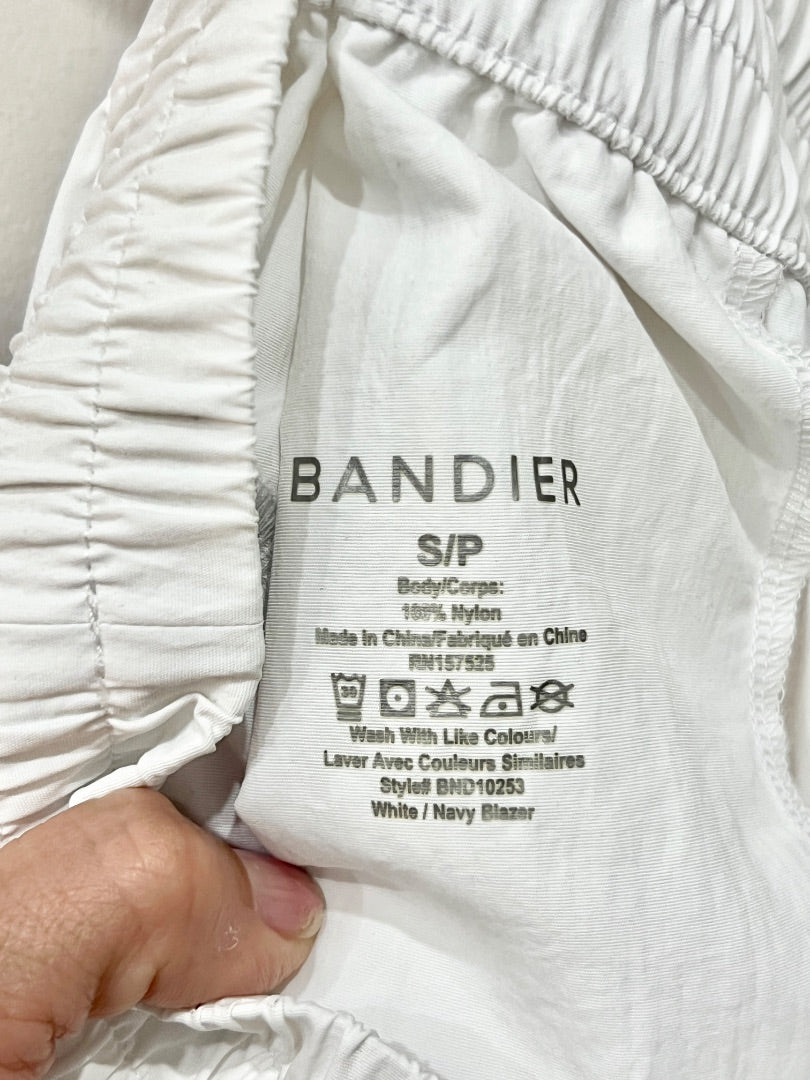 BANDIER
S/P
Body/Corps:
100% Nylon
Made in China/Fabriqué en Chine
RN157525
30
Wash With Like Colours/
Laver Avec Couleurs Similaires
Style# BND10253
White / Navy Blazer